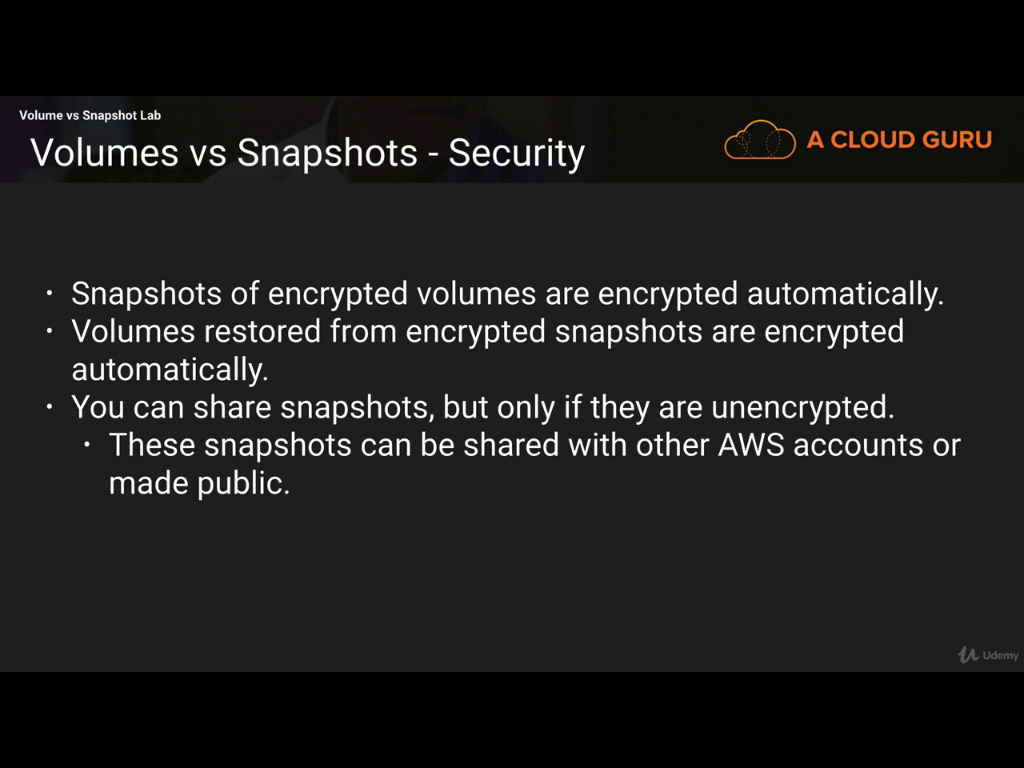 Volume vs Snapshot Lab
Volumes vs Snapshots - Security
A CLOUD GURU
• Snapshots of encrypted volumes are encrypted automatically.
• Volumes restored from encrypted snapshots are encrypted
automatically.
• You can share snapshots, but only if they are unencrypted.
• These snapshots can be shared with other AWS accounts or
made public.
Udemy